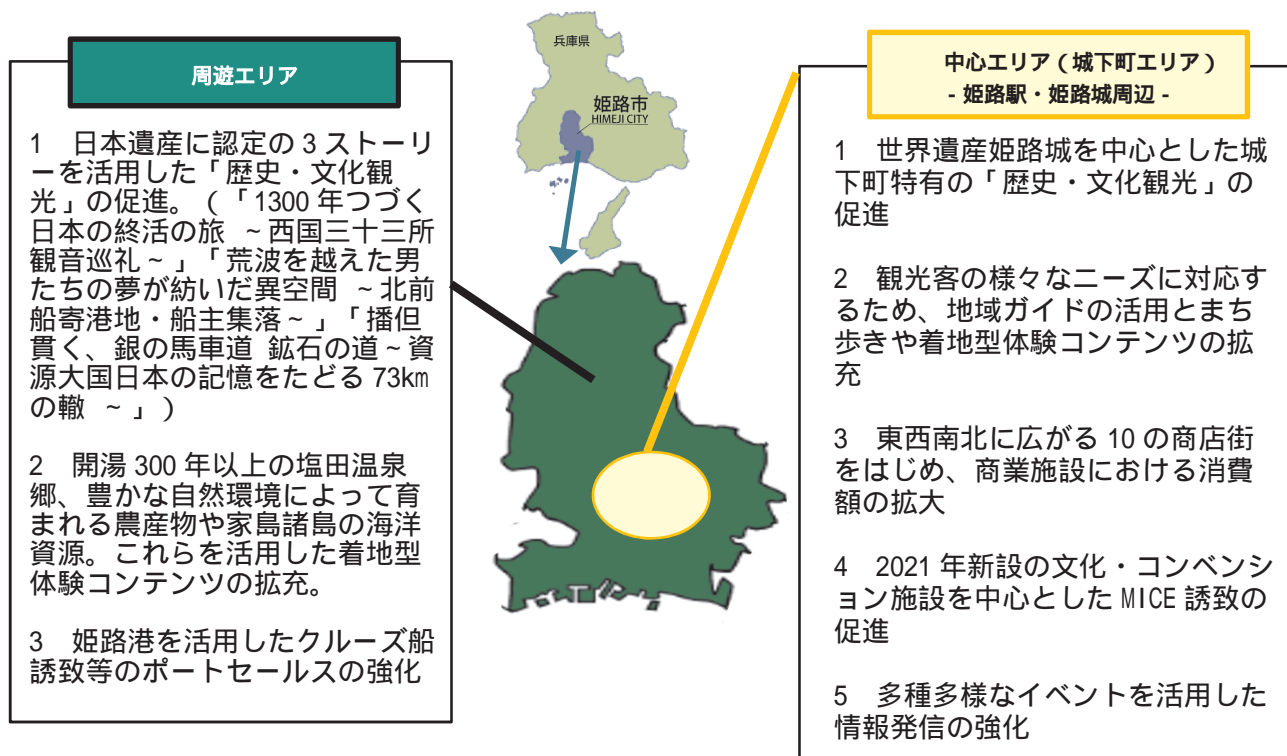 周遊エリア
1　日本遺産に認定の3ストーリ
ーを活用した「歴史・文化観
光」の促進。（「1300年つづく
日本の終活の旅 ～西国三十三所
観音巡礼～」「荒波を越えた男
たちの夢が紡いだ異空間 ～北前
船寄港地・船主集落～」「播但
貫く、銀の馬車道 鉱石の道～資
源大国日本の記憶をたどる73㎞
の轍 ～」）
2　開湯300年以上の塩田温泉
郷、豊かな自然環境によって育
まれる農産物や家島諸島の海洋
資源。これらを活用した着地型
体験コンテンツの拡充。
3　姫路港を活用したクルーズ船
誘致等のポートセールスの強化
兵庫県
姫路市
HIMEJI CITY
中心エリア（城下町エリア）
- 姫路駅・姫路城周辺 -
1　世界遺産姫路城を中心とした城
下町特有の「歴史・文化観光」の
促進
2　観光客の様々なニーズに対応す
るため、地域ガイドの活用とまち
歩きや着地型体験コンテンツの拡
充
3　東西南北に広がる10の商店街
をはじめ、商業施設における消費
額の拡大
4　2021年新設の文化・コンベンシ
ョン施設を中心としたMICE誘致の
促進
5　多種多様なイベントを活用した
情報発信の強化